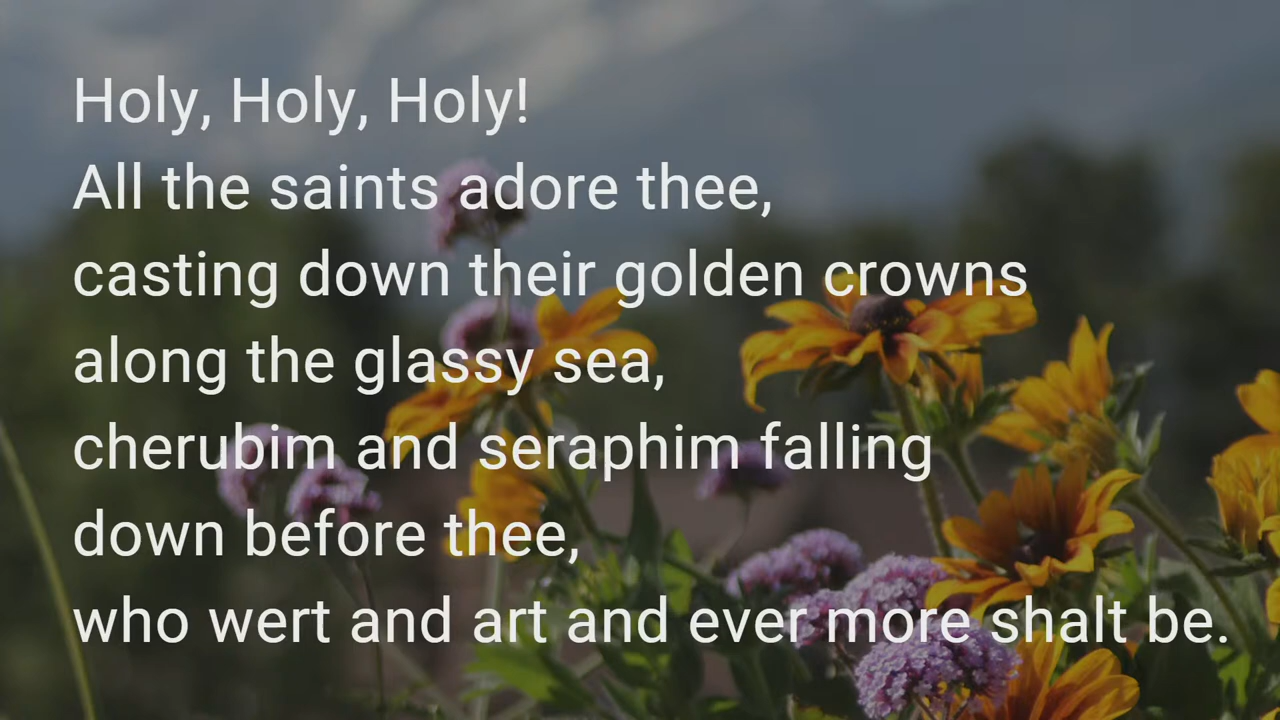 Holy, Holy, Holy!
All the saints adore thee,
casting down their golden crowns
along the glassy sea,
cherubim and seraphim falling
down before thee,
who wert and art and ever more shalt be.